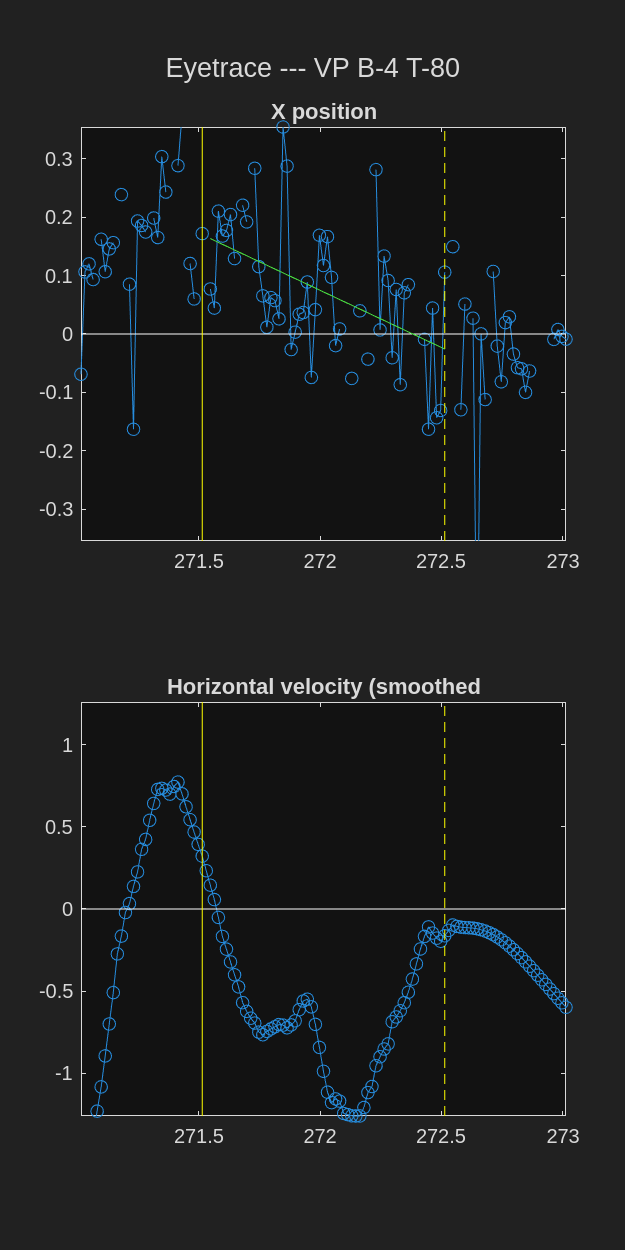 Eyetrace --- VP B-4 T-80
X position
0.3
0.2
0.1
0
-0.1
-0.2
-0.3
271.5 272 272.5 273
Horizontal velocity (smoothed
1
0.5
0
-0.5
-1
271.5 272 272.5 273